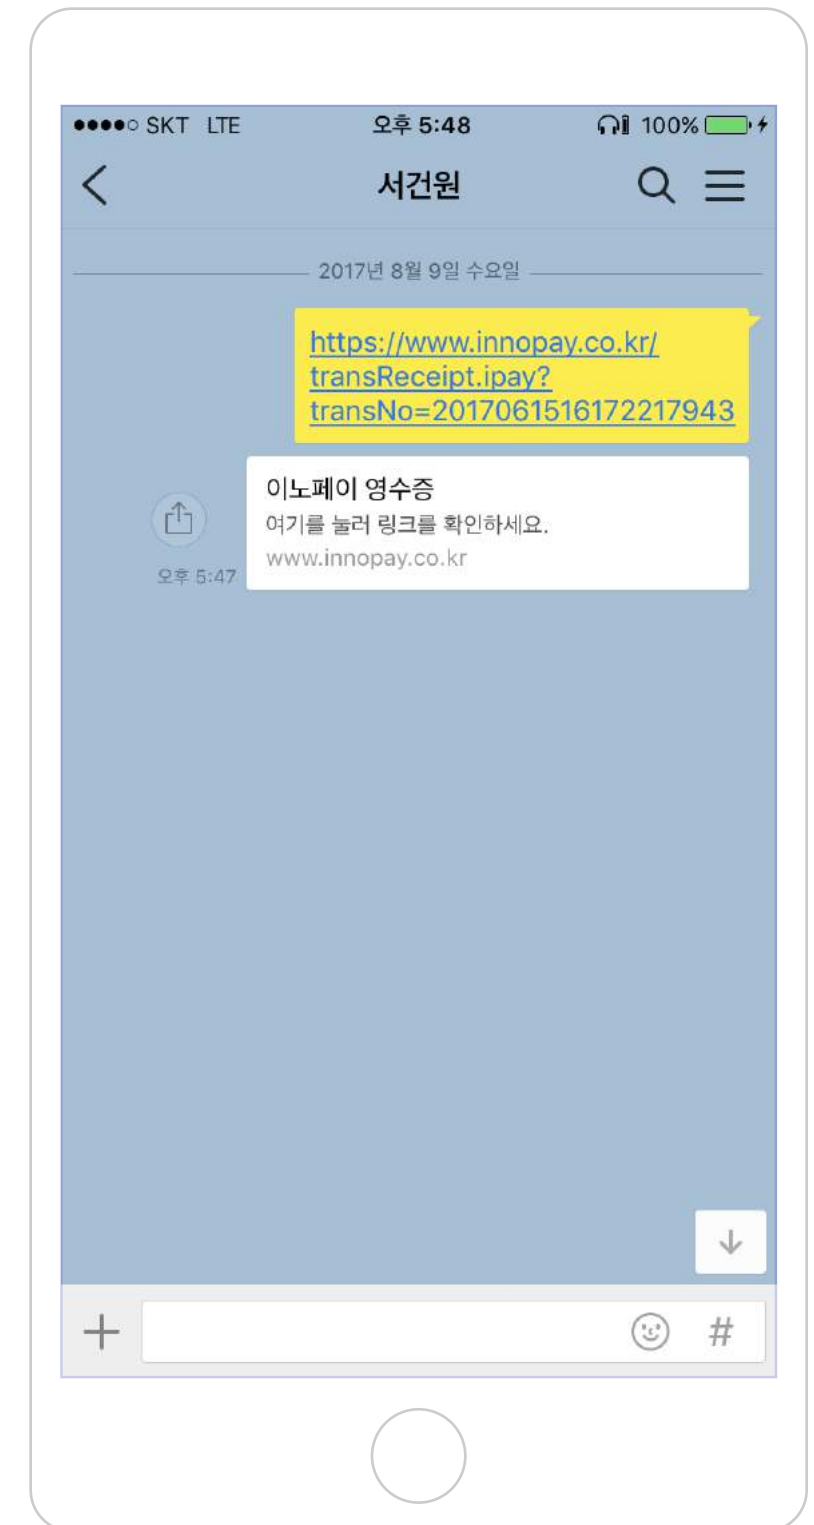 SKT LTE 오후 5:48 100%
서건원
2017년 8월 9일 수요일
https://www.innopay.co.kr/
transReceipt.ipay?
transNo=2017061516172217943
이노페이 영수증
여기를 눌러 링크를 확인하세요.
www.innopay.co.kr
오후 5:47
#